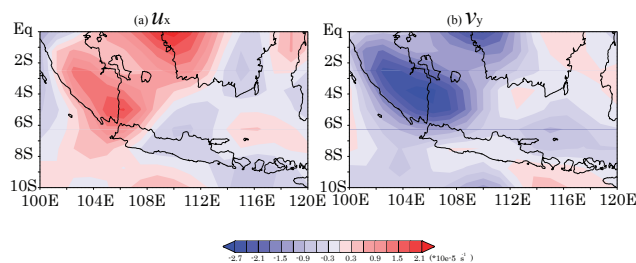 (a) ux (b) vy
Eq Eq
2S 2S
4S 4S
6S 6S
8S 8S
10S 10S
100E 104E 108E 112E 116E 120E 100E 104E 108E 112E 116E 120E
-2.7 -2.1 -1.5 -0.9 -0.3 0.3 0.9 1.5 2.1 (*10e-5 s⁻¹)